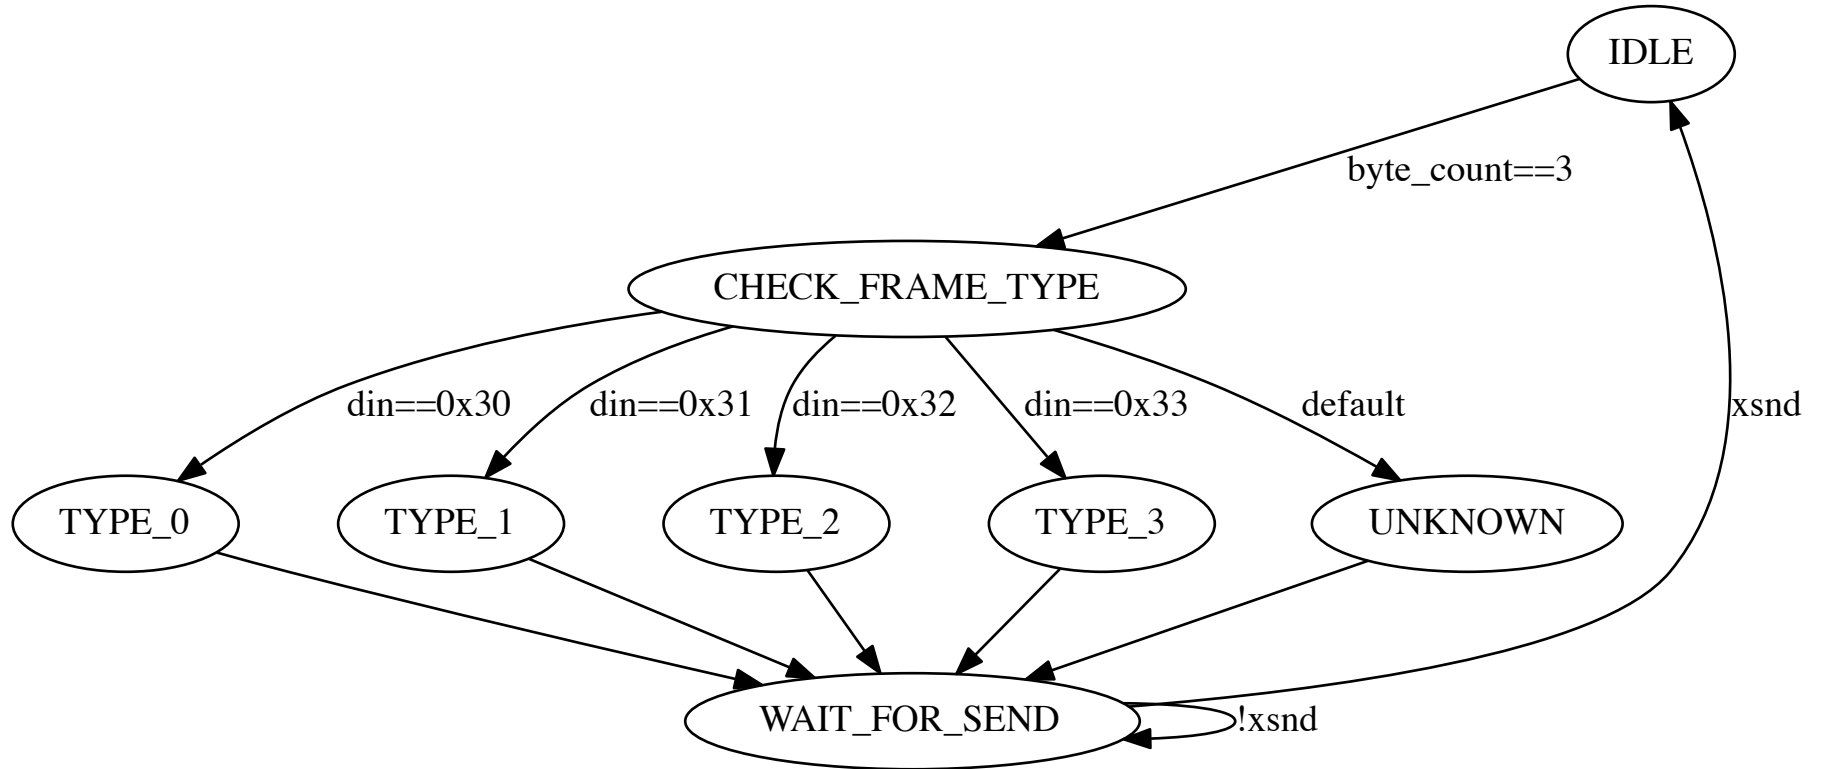 IDLE
byte_count==3
CHECK_FRAME_TYPE
din==0x30
din==0x31
din==0x32
din==0x33
default
xsnd
TYPE_0
TYPE_1
TYPE_2
TYPE_3
UNKNOWN
WAIT_FOR_SEND
!xsnd